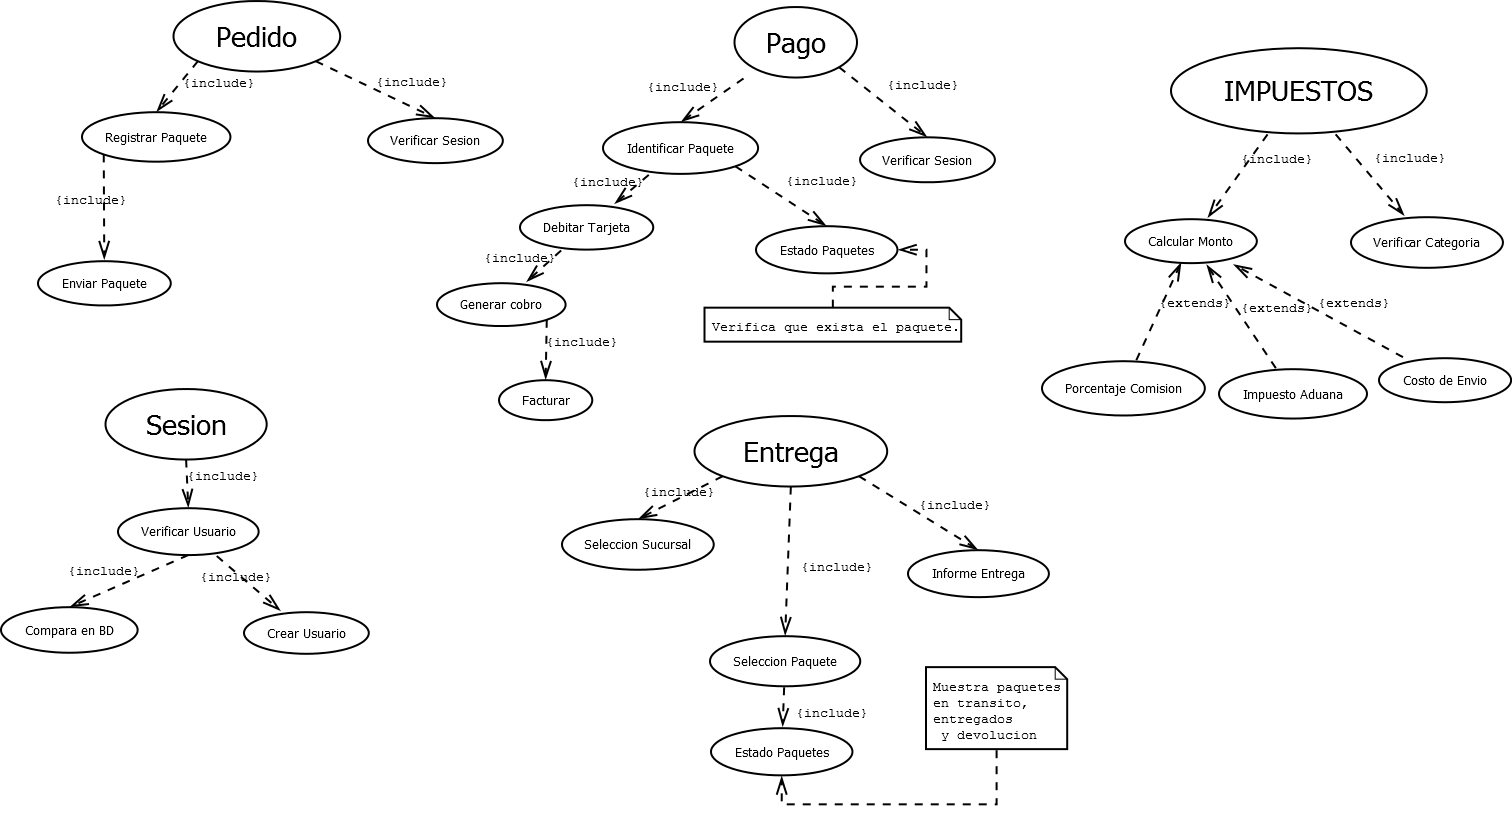 Pedido
{include}
{include}
Registrar Paquete
Verificar Sesion
{include}
Enviar Paquete
Pago
{include}
{include}
Identificar Paquete
Verificar Sesion
{include}
{include}
Debitar Tarjeta
Estado Paquetes
{include}
Generar cobro
Verifica que exista el paquete.
{include}
Facturar
IMPUESTOS
{include}
{include}
Calcular Monto
Verificar Categoria
{extends}
{extends}
{extends}
Porcentaje Comision
Impuesto Aduana
Costo de Envio
Sesion
{include}
Verificar Usuario
{include}
{include}
Compara en BD
Crear Usuario
Entrega
{include}
{include}
{include}
Seleccion Sucursal
Informe Entrega
Seleccion Paquete
{include}
Estado Paquetes
Muestra paquetes
en transito,
entregados
y devolucion